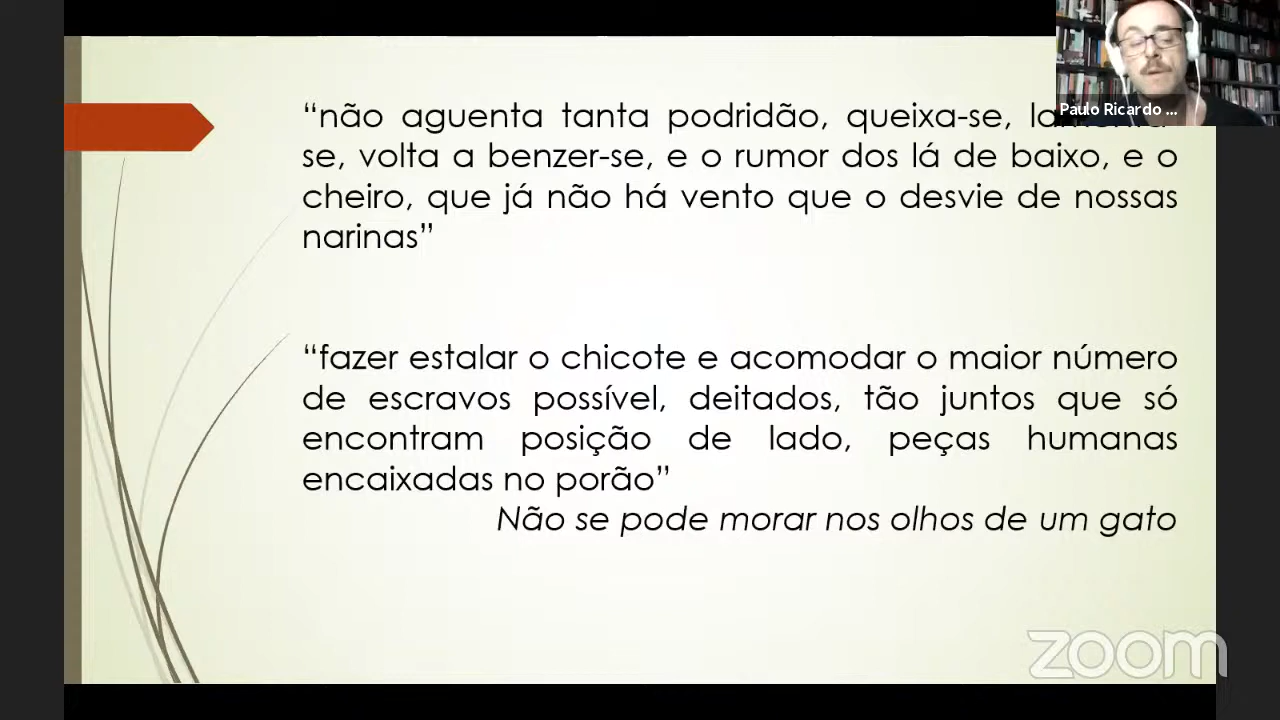 “não aguenta tanta podridão, queixa-se,
se, volta a benzer-se, e o rumor dos lá de baixo, e o
cheiro, que já não há vento que o desvie de nossas
narinas”
“fazer estalar o chicote e acomodar o maior número
de escravos possível, deitados, tão juntos que só
encontram posição de lado, peças humanas
encaixadas no porão”
Não se pode morar nos olhos de um gato
Paulo Ricardo ...
zoom